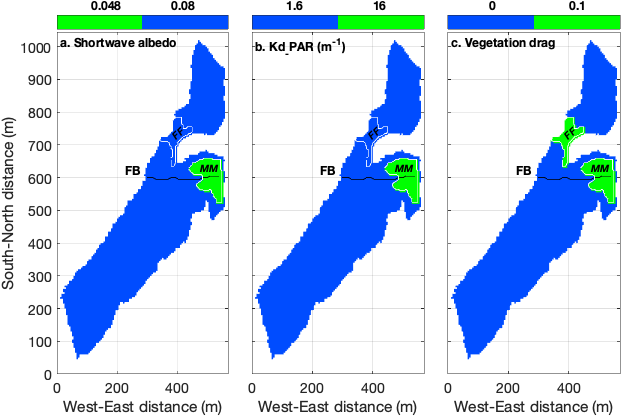 0.048 0.08 1.6 16 0 0.1
a. Shortwave albedo b. Kd_PAR (m⁻¹) c. Vegetation drag
1000
900
800
FF FF FF
700
FB MM FB MM FB MM
600
500
400
300
200
100
0
0 200 400 0 200 400 0 200 400
West-East distance (m) West-East distance (m) West-East distance (m)
South-North distance (m)